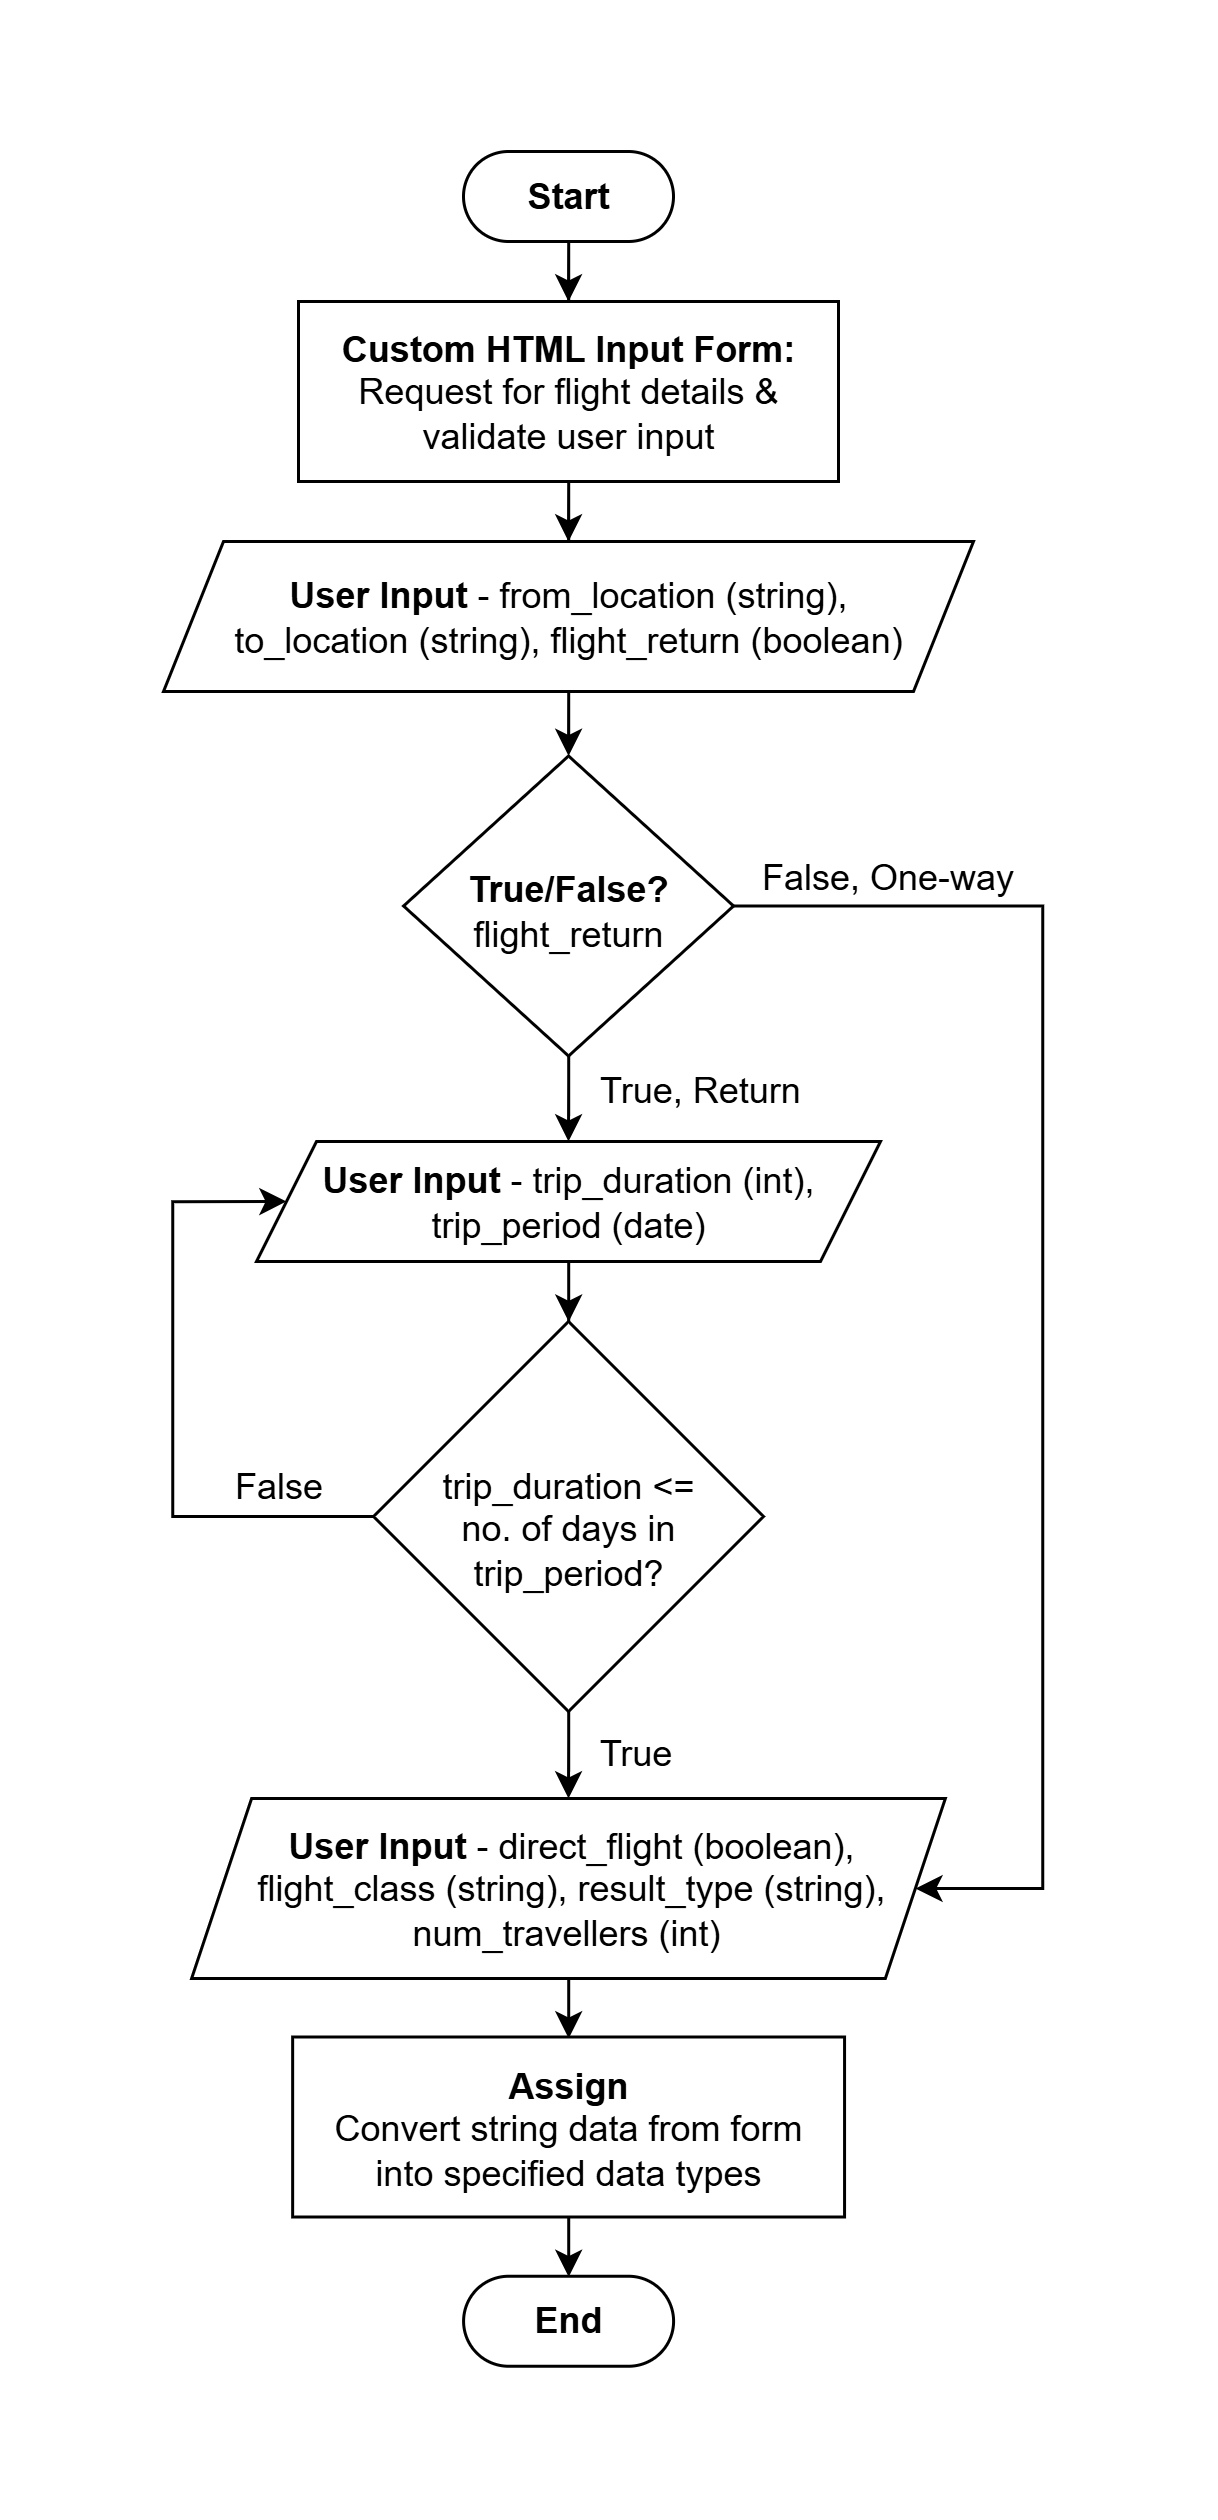 Start
Custom HTML Input Form:
Request for flight details &
validate user input
User Input - from_location (string),
to_location (string), flight_return (boolean)
True/False?
flight_return
False, One-way
True, Return
User Input - trip_duration (int),
trip_period (date)
trip_duration <=
no. of days in
trip_period?
False
True
User Input - direct_flight (boolean),
flight_class (string), result_type (string),
num_travellers (int)
Assign
Convert string data from form
into specified data types
End